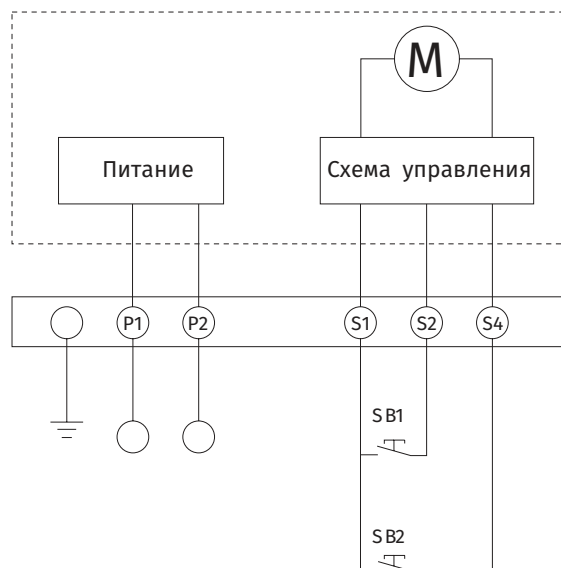 M
Питание
Схема управления
P1 P2 S1 S2 S4
SB1
SB2